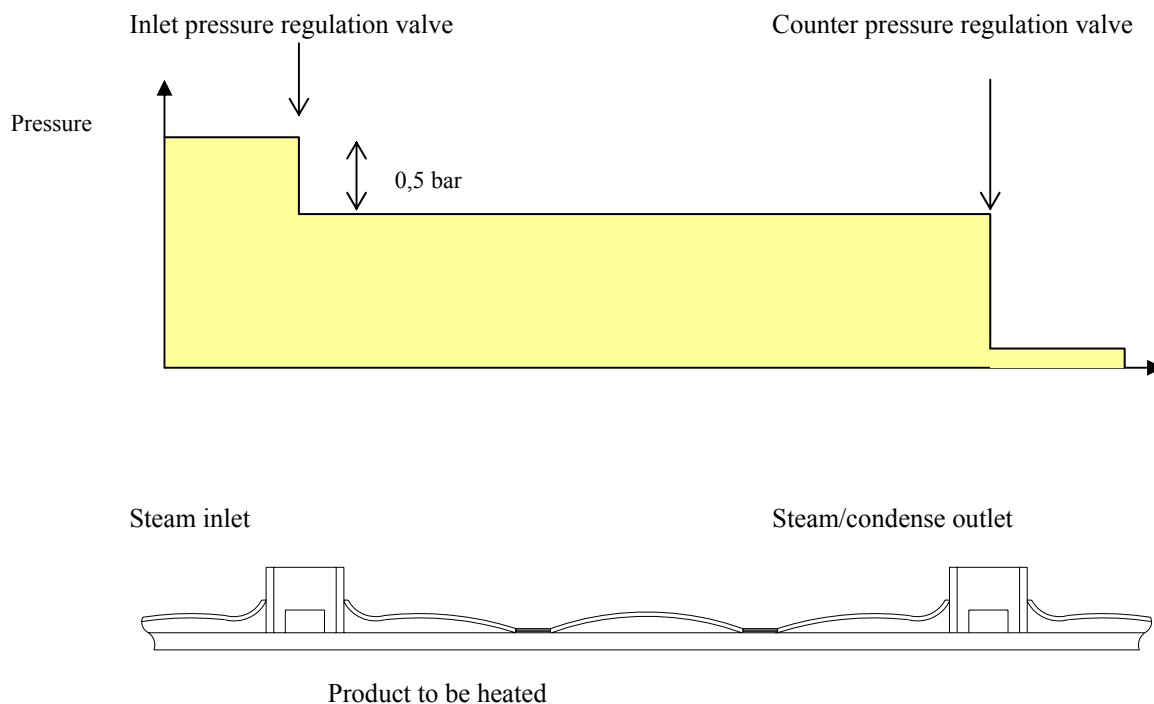 Inlet pressure regulation valve
Counter pressure regulation valve
Pressure
0,5 bar
Steam inlet
Steam/condense outlet
Product to be heated